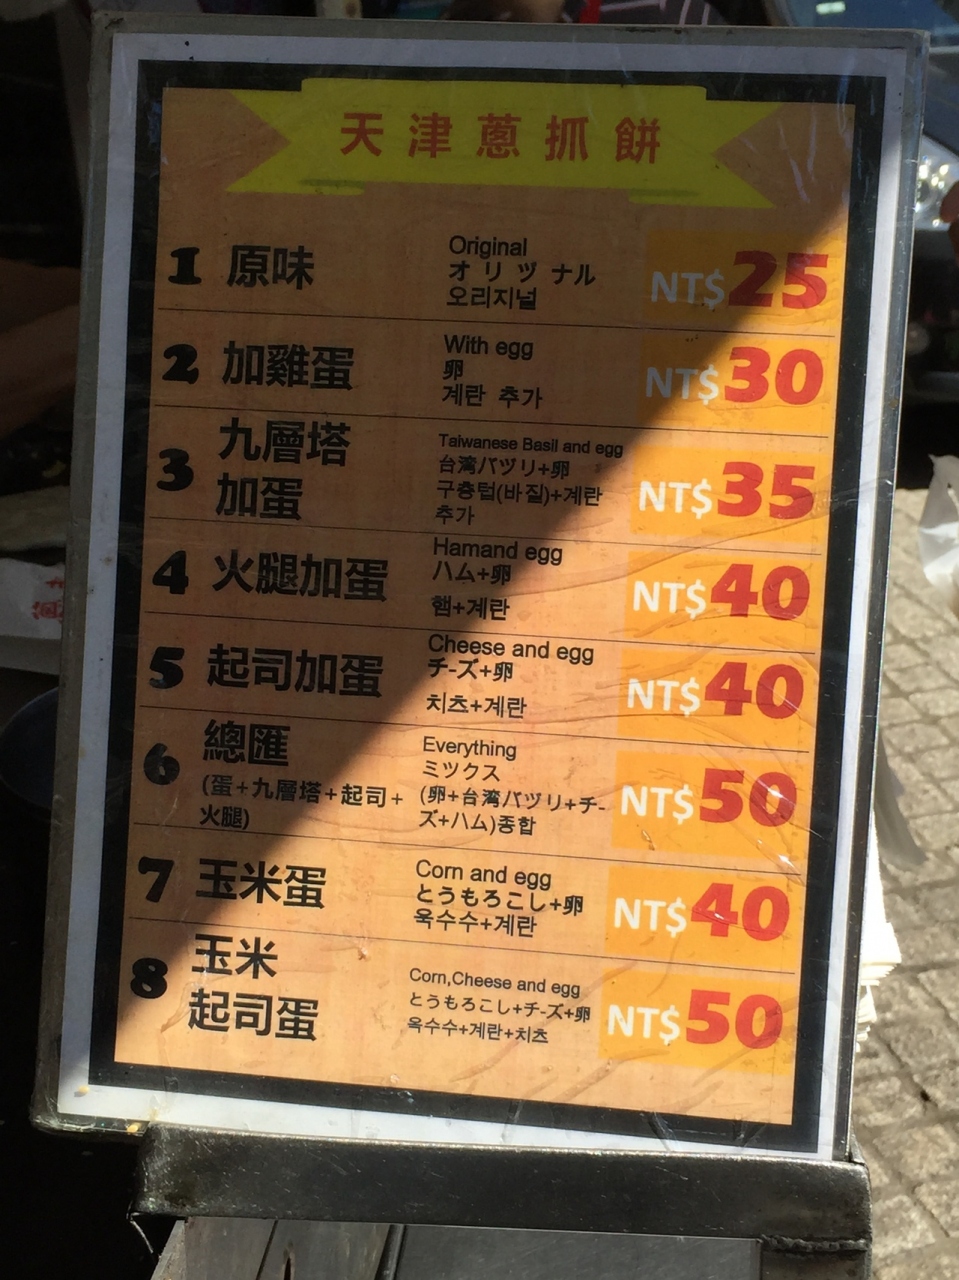 天津蔥抓餅
1 原味
Original
オリヅナル
오리지널
NT$25
2 加雞蛋
With egg
卵
계란 추가
NT$30
3 九層塔
加蛋
Taiwanese Basil and egg
台湾バヅリ+卵
구층텁(바질)+계란
추가
NT$35
4 火腿加蛋
Hamand egg
ハム+卵
햄+계란
NT$40
5 起司加蛋
Cheese and egg
チ-ズ+卵
치츠+계란
NT$40
6 總匯
(蛋+九層塔+起司+
火腿)
Everything
ミックス
(卵+台湾バヅリ+チ-
ズ+ハム)종합
NT$50
7 玉米蛋
Corn and egg
とうもろこし+卵
옥수수+계란
NT$40
8 玉米
起司蛋
Corn,Cheese and egg
とうもろこし+チ-ズ+卵
옥수수+계란+치츠
NT$50